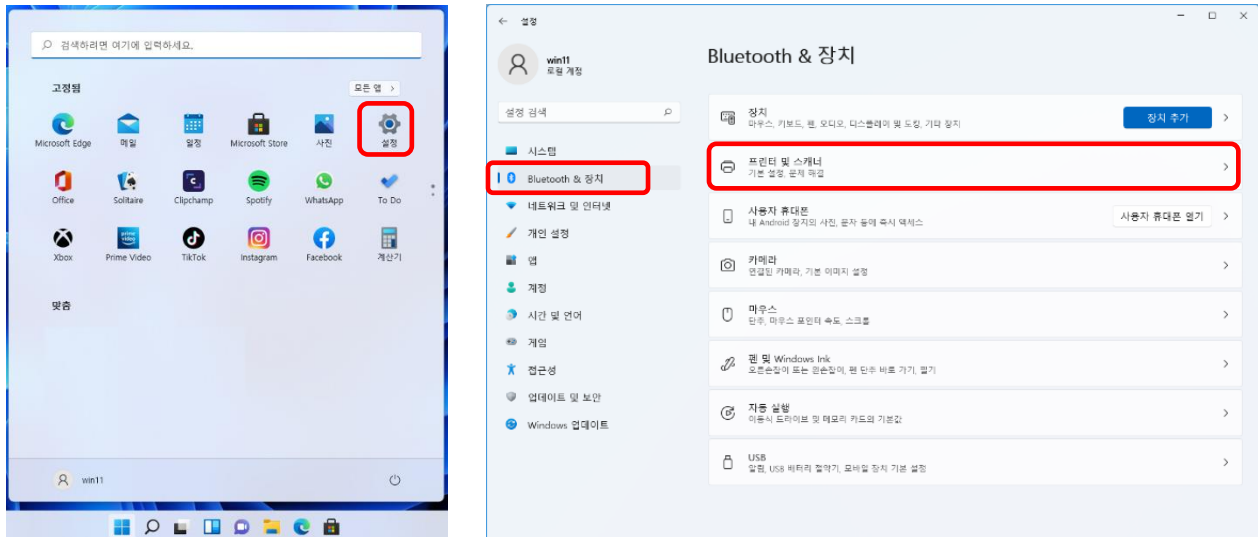 검색하려면 여기에 입력하세요.
고정됨
모든 앱 >
Microsoft Edge
메일
일정
Microsoft Store
사진
설정
Office
Solitaire
Clipchamp
Spotify
WhatsApp
To Do
Xbox
prime video
Prime Video
TikTok
Instagram
Facebook
계산기
맞춤
win11
← 설정
win11
로컬 계정
설정 검색
시스템
Bluetooth & 장치
네트워크 및 인터넷
개인 설정
앱
계정
시간 및 언어
게임
접근성
업데이트 및 보안
Windows 업데이트
Bluetooth & 장치
장치
마우스, 키보드, 펜, 오디오, 디스플레이 및 도킹, 기타 장치
장치 추가
프린터 및 스캐너
기본 설정, 문제 해결
사용자 휴대폰
내 Android 장치의 사진, 문자 등에 즉시 액세스
사용자 휴대폰 열기
카메라
연결된 카메라, 기본 이미지 설정
마우스
단추, 마우스 포인터 속도, 스크롤
펜 및 Windows Ink
오른손잡이 또는 왼손잡이, 펜 단추 바로 가기, 필기
자동 실행
이동식 드라이브 및 메모리 카드의 기본값
USB
알림, USB 배터리 절약기, 모바일 장치 기본 설정